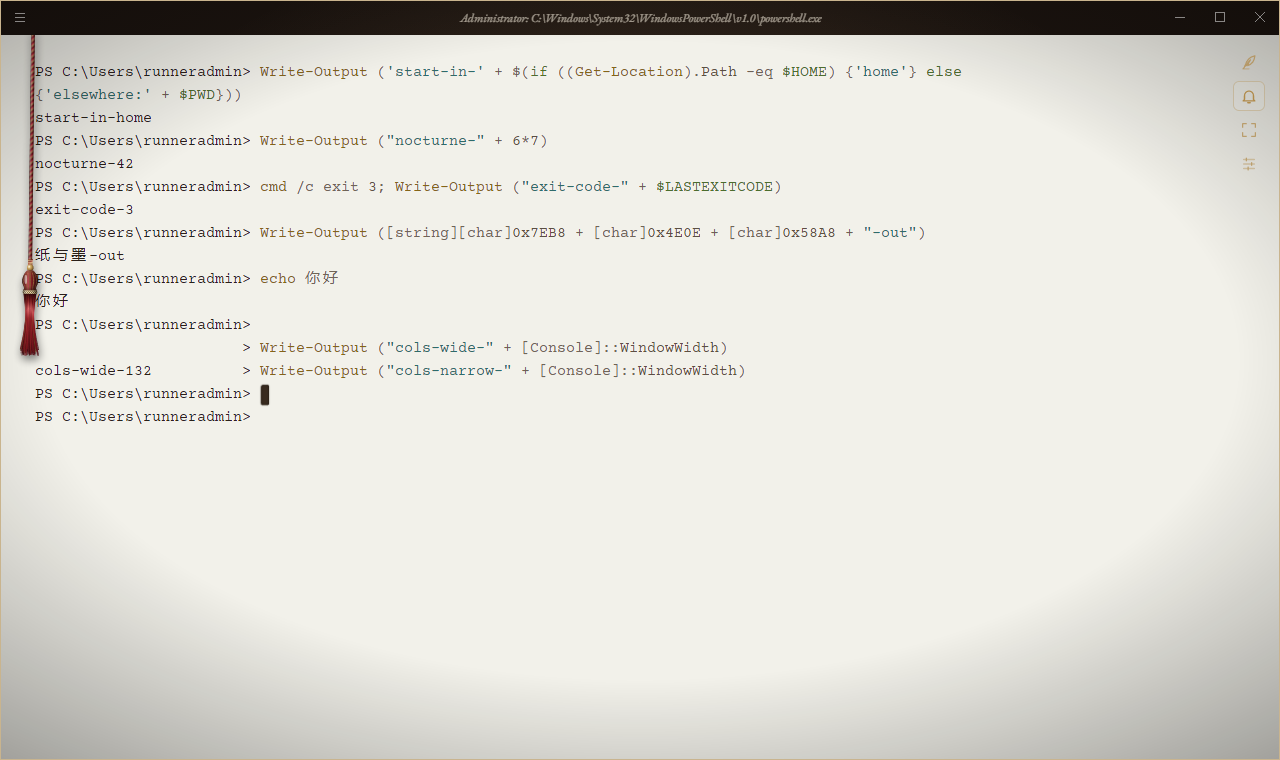 Administrator: C:\Windows\System32\WindowsPowerShell\v1.0\powershell.exe
PS C:\Users\runneradmin> Write-Output ('start-in-' + $(if ((Get-Location).Path -eq $HOME) {'home'} else
{'elsewhere:' + $PWD}))
start-in-home
PS C:\Users\runneradmin> Write-Output ("nocturne-" + 6*7)
nocturne-42
PS C:\Users\runneradmin> cmd /c exit 3; Write-Output ("exit-code-" + $LASTEXITCODE)
exit-code-3
PS C:\Users\runneradmin> Write-Output ([string][char]0x7EB8 + [char]0x4E0E + [char]0x58A8 + "-out")
纸与墨-out
PS C:\Users\runneradmin> echo 你好
你好
PS C:\Users\runneradmin>
> Write-Output ("cols-wide-" + [Console]::WindowWidth)
cols-wide-132 > Write-Output ("cols-narrow-" + [Console]::WindowWidth)
PS C:\Users\runneradmin>
PS C:\Users\runneradmin>